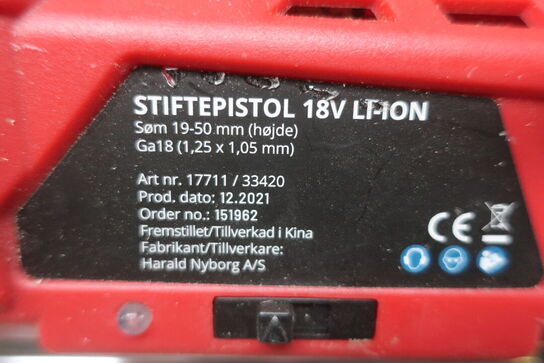 STIFTEPISTOL 18V LI-ION
Søm 19-50 mm (højde)
Ga18 (1,25 x 1,05 mm)
Art nr. 17711 / 33420
Prod. dato: 12.2021
Order no.: 151962
Fremstillet/Tillverkad i Kina
Fabrikant/Tillverkare:
Harald Nyborg A/S
CE